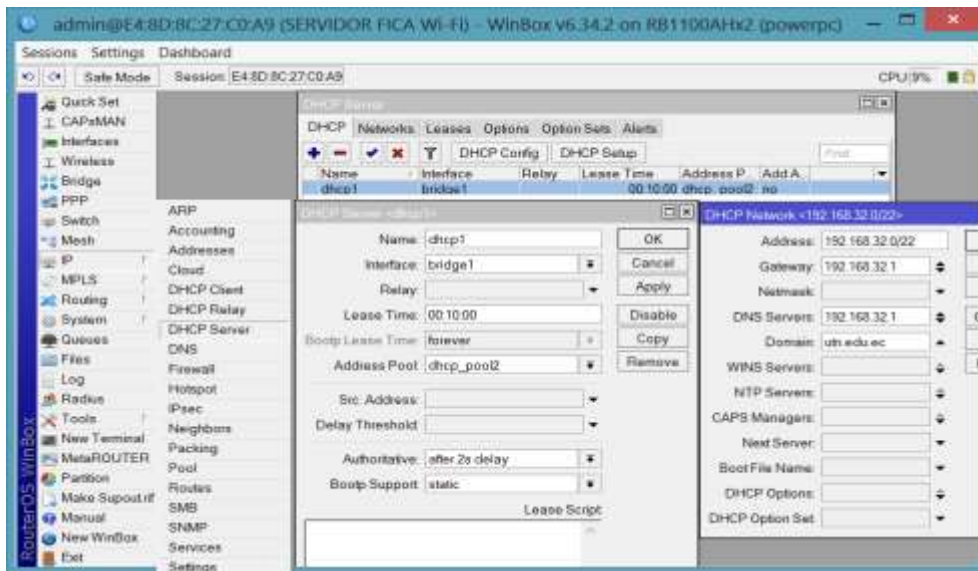 admin@E4:8D:8C:27:C0:A9 (SERVIDOR FICA Wi-Fi) - WinBox v6.34.2 on RB1100AHx2 (powerpc)
Sessions Settings Dashboard
Safe Mode Session: E4:8D:8C:27:C0:A9 CPU:9%
Quick Set
CAPsMAN
Interfaces
Wireless
Bridge
PPP
Switch
Mesh
IP
MPLS
Routing
System
Queues
Files
Log
Radius
Tools
New Terminal
MetaROUTER
Partition
Make Supout.rif
Manual
New WinBox
Exit
RouterOS WinBox
ARP
Accounting
Addresses
Cloud
DHCP Client
DHCP Relay
DHCP Server
DNS
Firewall
Hotspot
IPsec
Neighbors
Packing
Pool
Routes
SMB
SNMP
Services
Settings
DHCP Server
DHCP Networks Leases Options Option Sets Alerts
DHCP Config DHCP Setup Find
Name Interface Relay Lease Time Address P... Add A...
dhcp1 bridge1 00:10:00 dhcp_pool2 no
DHCP Server <dhcp1>
Name: dhcp1 OK
Interface: bridge1 Cancel
Relay: Apply
Lease Time: 00:10:00 Disable
Bootp Lease Time: forever Copy
Address Pool: dhcp_pool2 Remove
Src. Address:
Delay Threshold:
Authoritative: after 2s delay
Bootp Support: static
Lease Script:
DHCP Network <192.168.32.0/22>
Address: 192.168.32.0/22
Gateway: 192.168.32.1
Netmask:
DNS Servers: 192.168.32.1
Domain: utn.edu.ec
WINS Servers:
NTP Servers:
CAPS Managers:
Next Server:
Boot File Name:
DHCP Options:
DHCP Option Set: